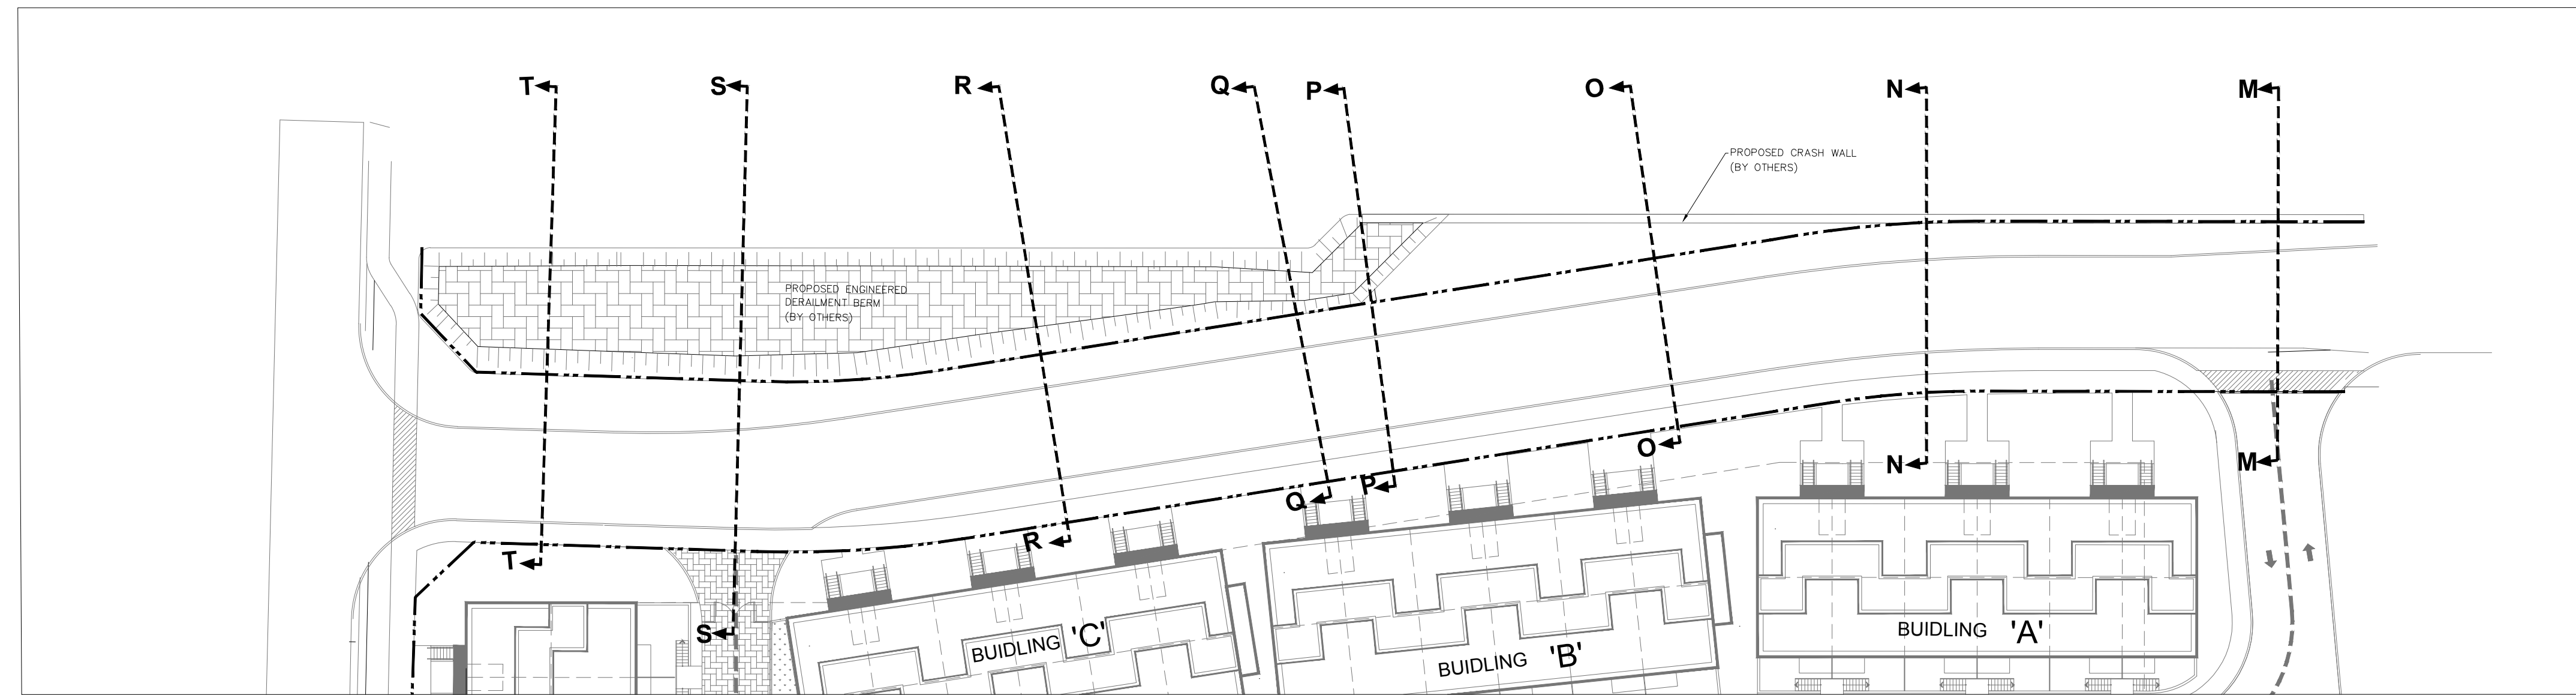 T S R Q P O N M
PROPOSED CRASH WALL
(BY OTHERS)
PROPOSED ENGINEERED
DERAILMENT BERM
(BY OTHERS)
T S R Q P O N M
BUIDLING 'C'
BUIDLING 'B'
BUIDLING 'A'